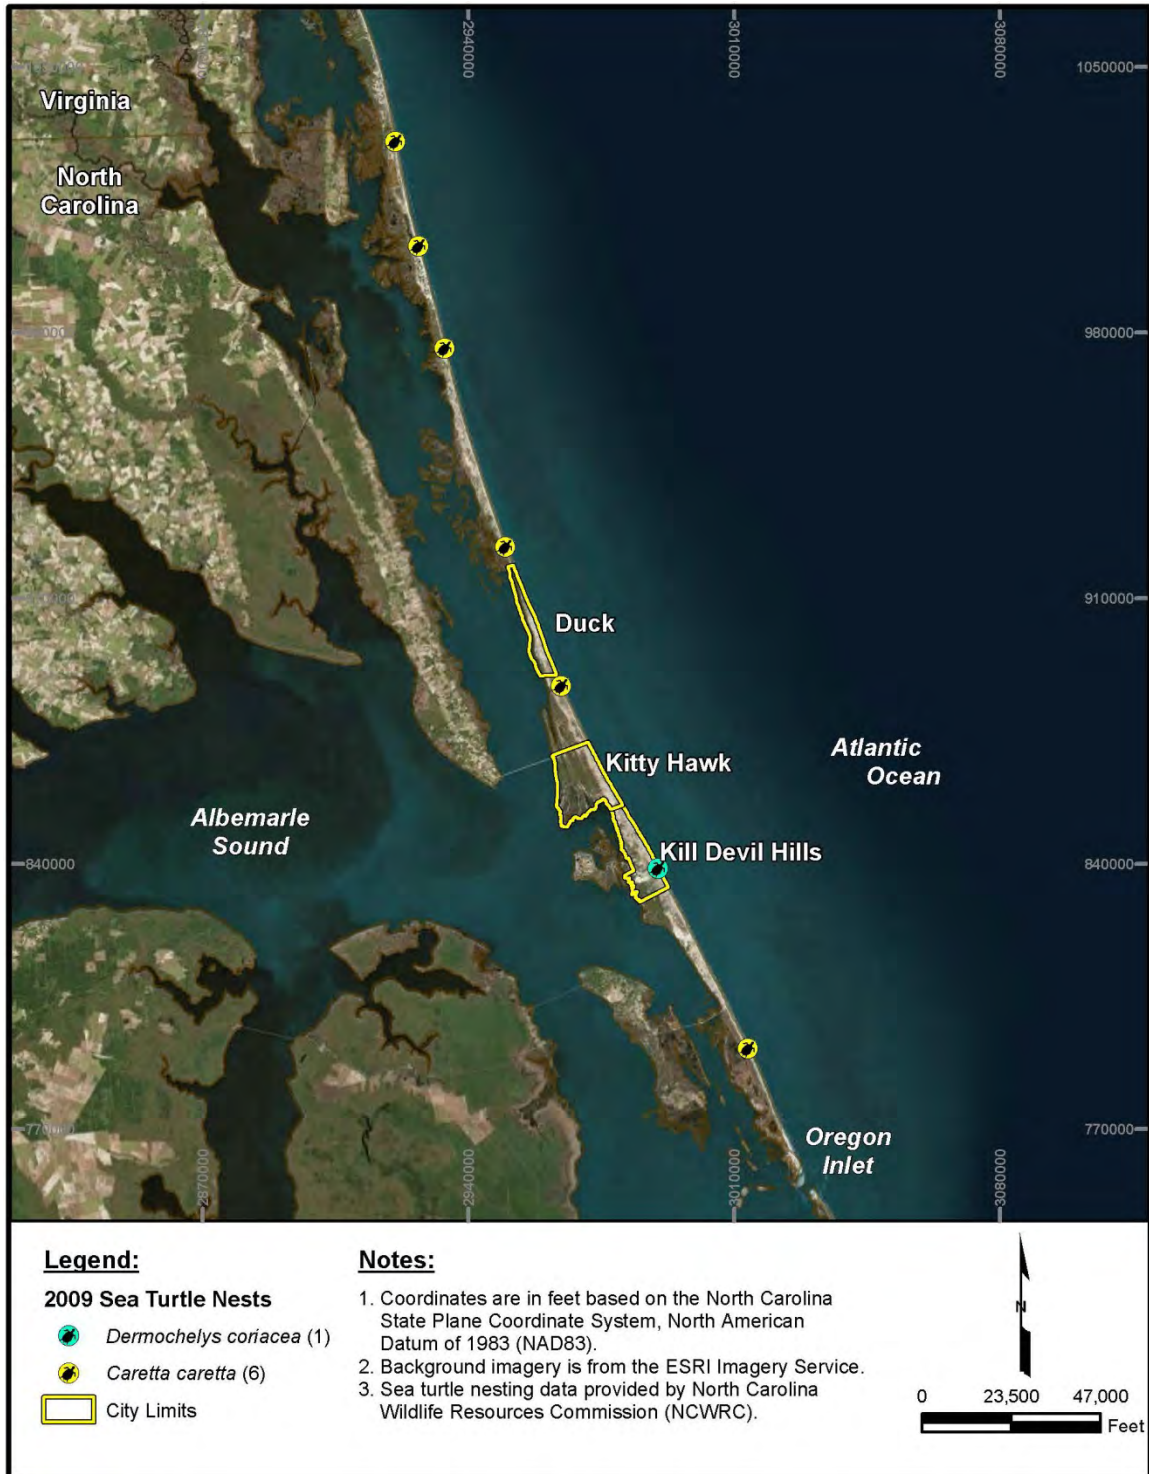 2940000
3010000
3080000
1050000
Virginia
North
Carolina
980000
910000
Duck
Kitty Hawk
Atlantic
Ocean
Albemarle
Sound
Kill Devil Hills
840000
840000
770000
770000
Oregon
Inlet
2870000
2940000
3010000
3080000
Legend:
2009 Sea Turtle Nests
Dermochelys coriacea (1)
Caretta caretta (6)
City Limits
Notes:
1. Coordinates are in feet based on the North Carolina
State Plane Coordinate System, North American
Datum of 1983 (NAD83).
2. Background imagery is from the ESRI Imagery Service.
3. Sea turtle nesting data provided by North Carolina
Wildlife Resources Commission (NCWRC).
N
0 23,500 47,000
Feet